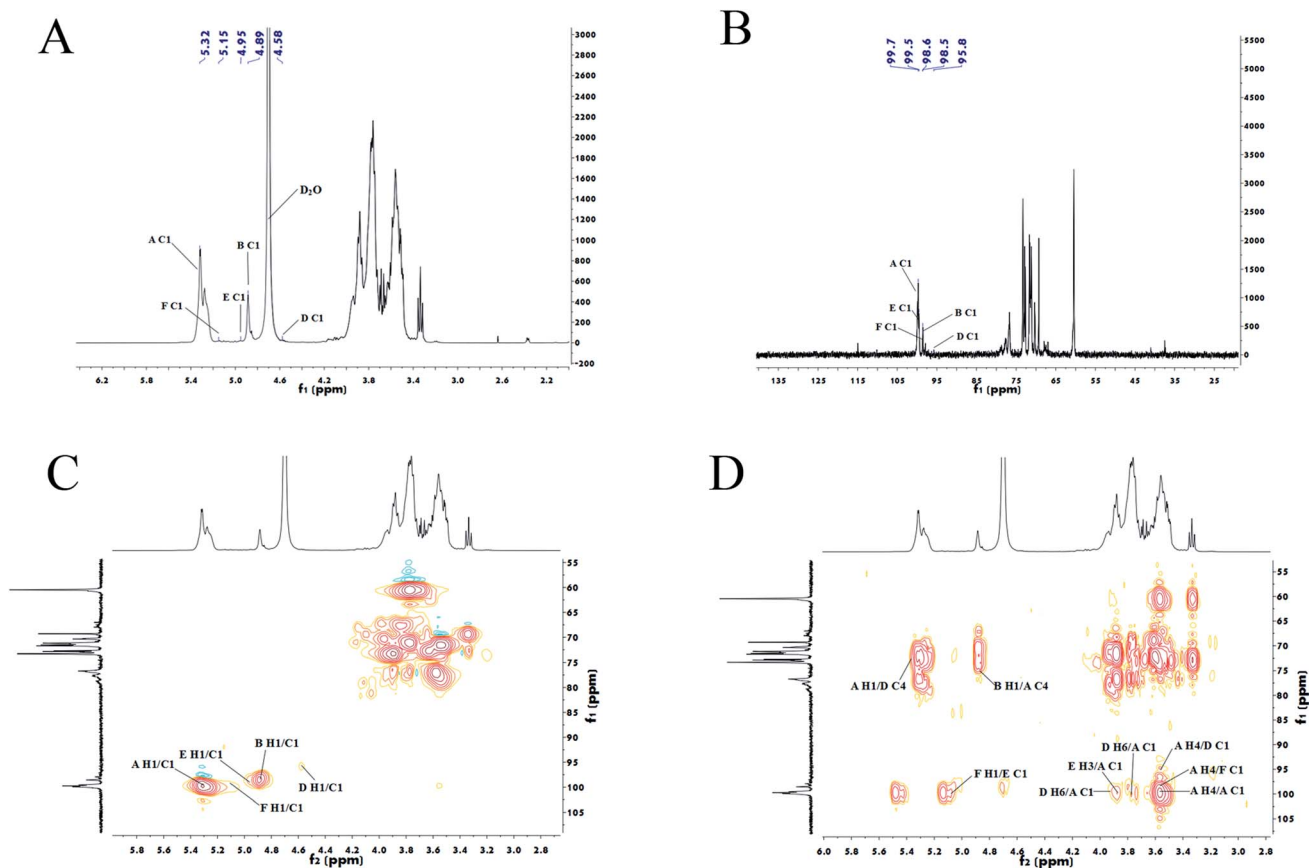 A
5.32
5.15
4.95
4.89
4.58
3000
2800
2600
2400
2200
2000
1800
1600
1400
1200
1000
800
600
400
200
0
-200
D₂O
A C1
B C1
E C1
F C1
D C1
6.2 5.8 5.4 5.0 4.6 4.2 3.8 3.4 3.0 2.6 2.2
f1 (ppm)
B
99.7
99.5
98.6
98.5
95.8
5500
5000
4500
4000
3500
3000
2500
2000
1500
1000
500
0
A C1
E C1
B C1
F C1
D C1
135 125 115 105 95 85 75 65 55 45 35 25
f1 (ppm)
C
55
60
65
70
75
80
85
90
95
100
105
f1 (ppm)
B H1/C1
E H1/C1
A H1/C1
D H1/C1
F H1/C1
5.8 5.6 5.4 5.2 5.0 4.8 4.6 4.4 4.2 4.0 3.8 3.6 3.4 3.2 3.0 2.8 2.6
f2 (ppm)
D
55
60
65
70
75
80
85
90
95
100
105
f1 (ppm)
A H1/D C4
B H1/A C4
D H6/A C1
A H4/D C1
E H3/A C1
A H4/F C1
F H1/E C1
D H6/A C1
A H4/A C1
6.0 5.8 5.6 5.4 5.2 5.0 4.8 4.6 4.4 4.2 4.0 3.8 3.6 3.4 3.2 3.0 2.8
f2 (ppm)